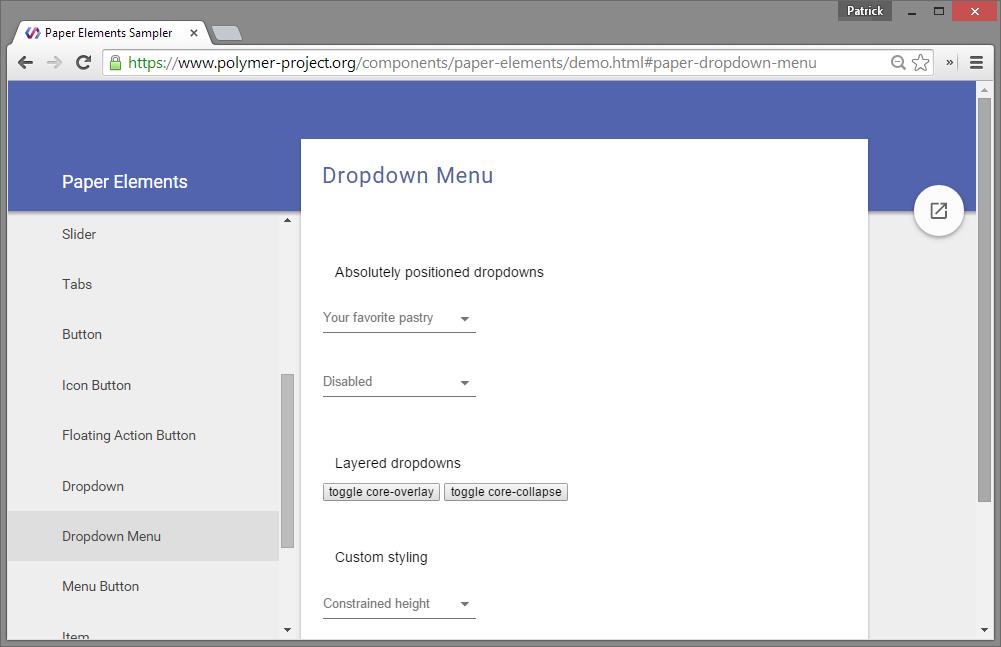 Patrick
Paper Elements Sampler
https://www.polymer-project.org/components/paper-elements/demo.html#paper-dropdown-menu
Paper Elements
Slider
Tabs
Button
Icon Button
Floating Action Button
Dropdown
Dropdown Menu
Menu Button
Item
Dropdown Menu
Absolutely positioned dropdowns
Your favorite pastry
Disabled
Layered dropdowns
toggle core-overlay toggle core-collapse
Custom styling
Constrained height